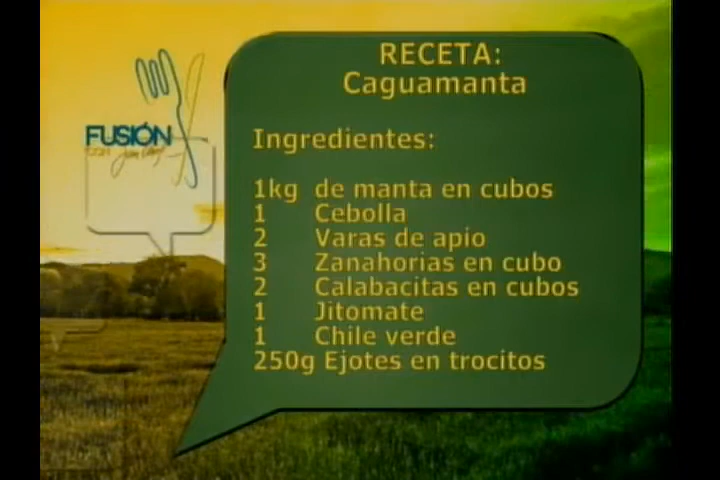 RECETA:
Caguamanta
FUSIÓN
CON
Ingredientes:
1kg de manta en cubos
1 Cebolla
2 Varas de apio
3 Zanahorias en cubo
2 Calabacitas en cubos
1 Jitomate
1 Chile verde
250g Ejotes en trocitos